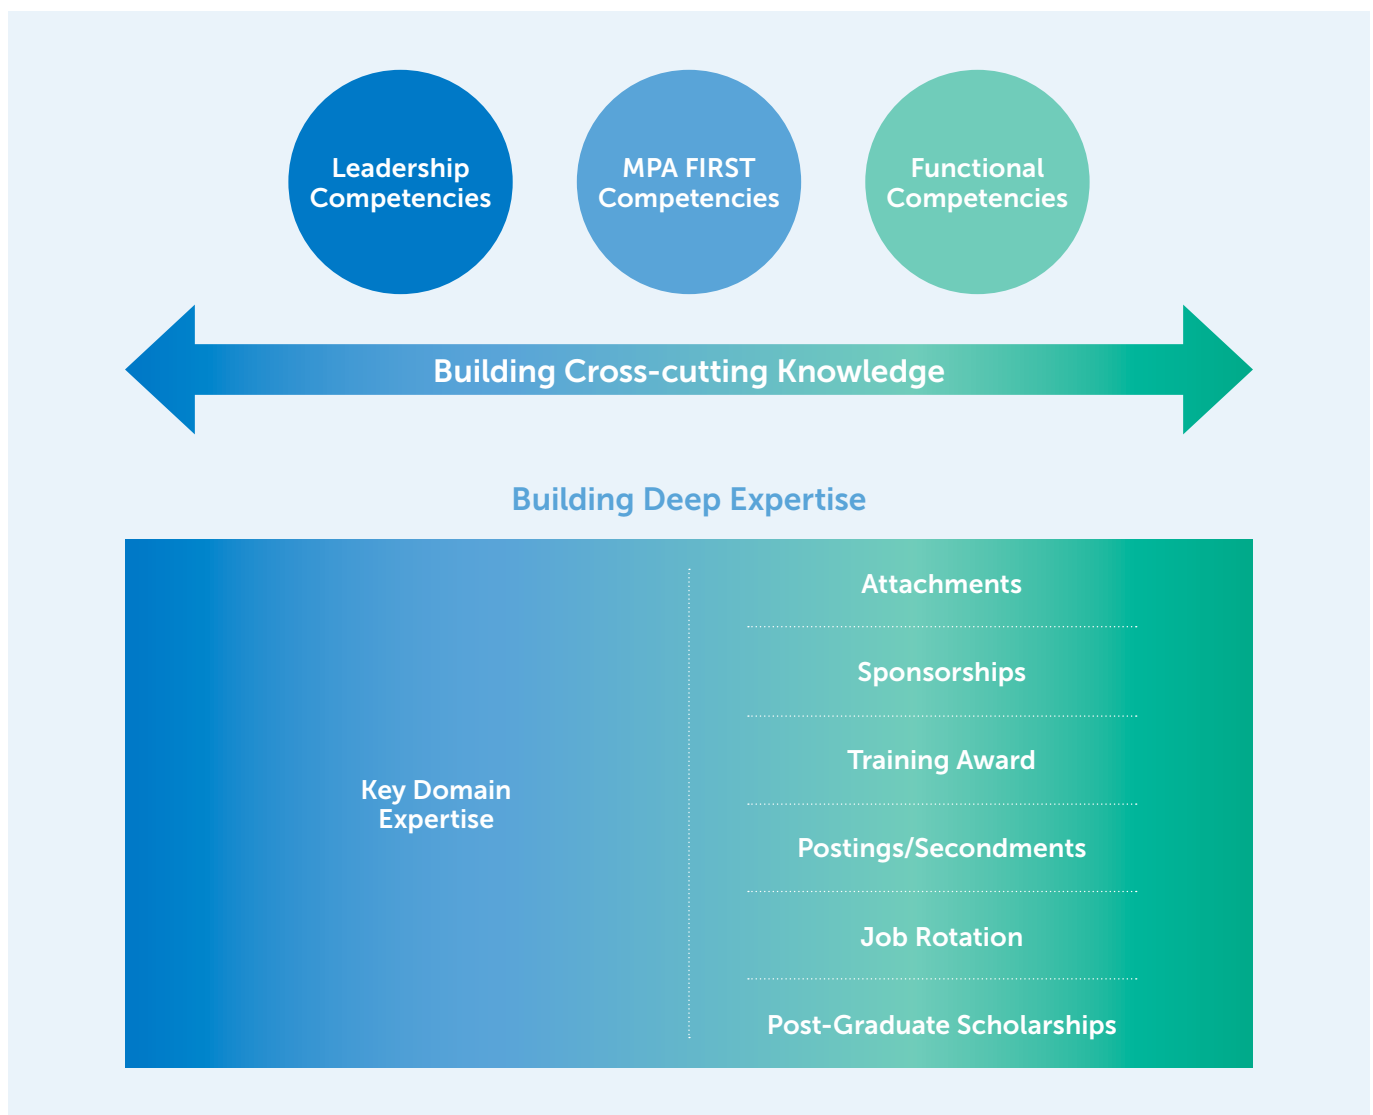 Leadership
Competencies
MPA FIRST
Competencies
Functional
Competencies
Building Cross-cutting Knowledge
Building Deep Expertise
Key Domain
Expertise
Attachments
Sponsorships
Training Award
Postings/Secondments
Job Rotation
Post-Graduate Scholarships